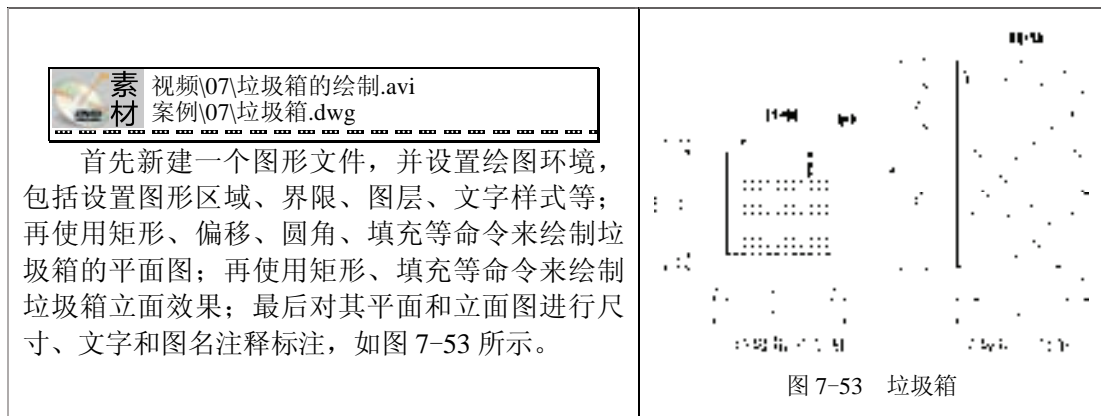 素材
视频\07\垃圾箱的绘制.avi
案例\07\垃圾箱.dwg
首先新建一个图形文件，并设置绘图环境，
包括设置图形区域、界限、图层、文字样式等；
再使用矩形、偏移、圆角、填充等命令来绘制垃
圾箱的平面图；再使用矩形、填充等命令来绘制
垃圾箱立面效果；最后对其平面和立面图进行尺
寸、文字和图名注释标注，如图 7-53 所示。
图 7-53 垃圾箱